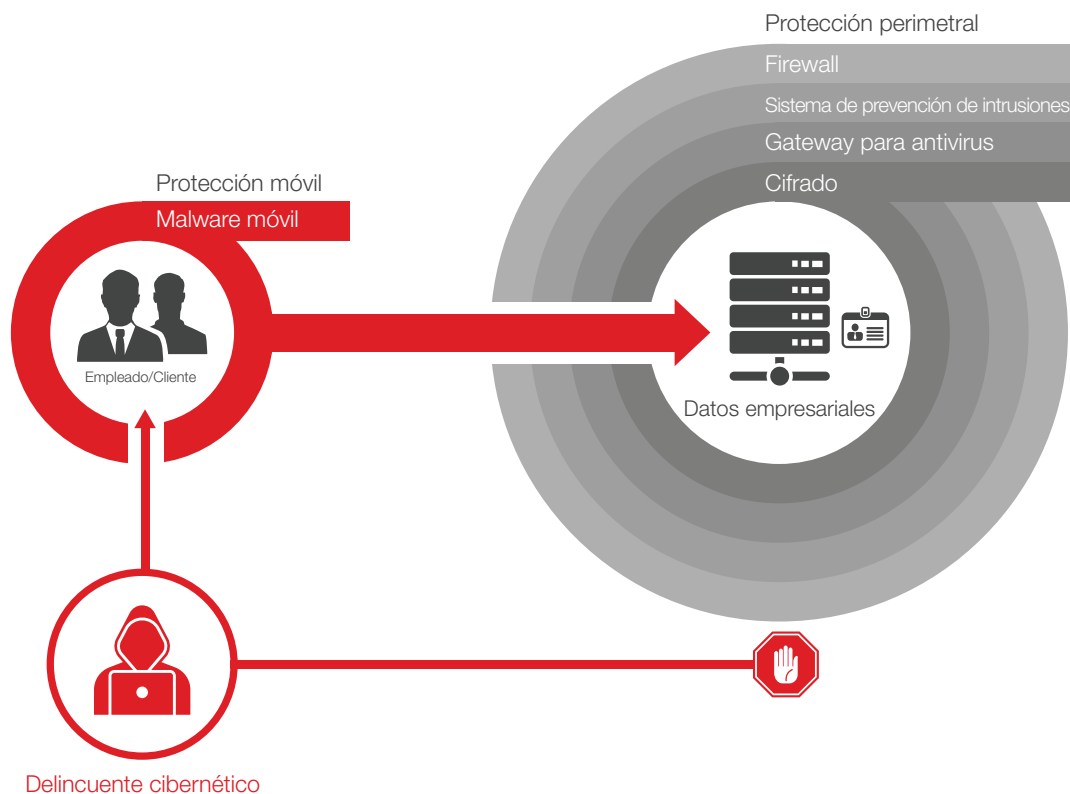 Protección perimetral
Firewall
Sistema de prevención de intrusiones
Gateway para antivirus
Cifrado
Protección móvil
Malware móvil
Empleado/Cliente
Datos empresariales
Delincuente cibernético